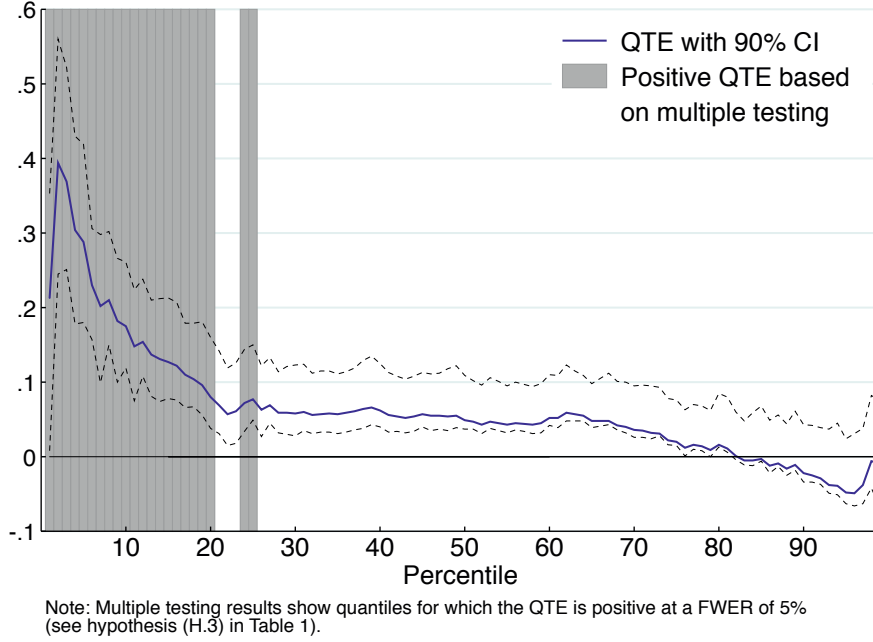 .6
.5
.4
.3
.2
.1
0
-.1
QTE with 90% CI
Positive QTE based
on multiple testing
10 20 30 40 50 60 70 80 90
Percentile
Note: Multiple testing results show quantiles for which the QTE is positive at a FWER of 5%
(see hypothesis (H.3) in Table 1).